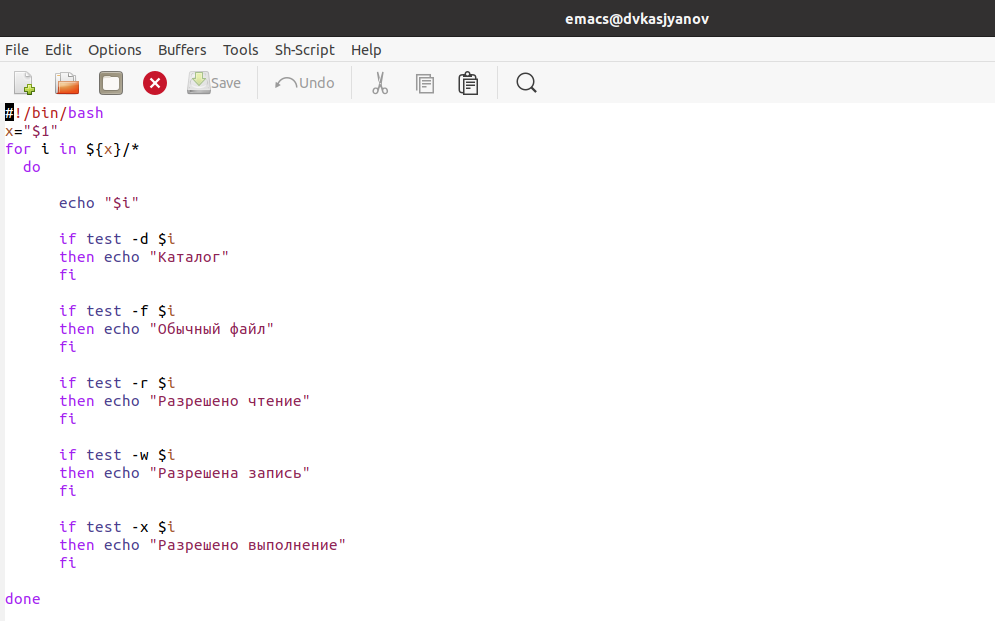 emacs@dvkasjyanov
File Edit Options Buffers Tools Sh-Script Help
Save Undo
#!/bin/bash
x="$1"
for i in ${x}/*
  do

      echo "$i"

      if test -d $i
      then echo "Каталог"
      fi

      if test -f $i
      then echo "Обычный файл"
      fi

      if test -r $i
      then echo "Разрешено чтение"
      fi

      if test -w $i
      then echo "Разрешена запись"
      fi

      if test -x $i
      then echo "Разрешено выполнение"
      fi

done